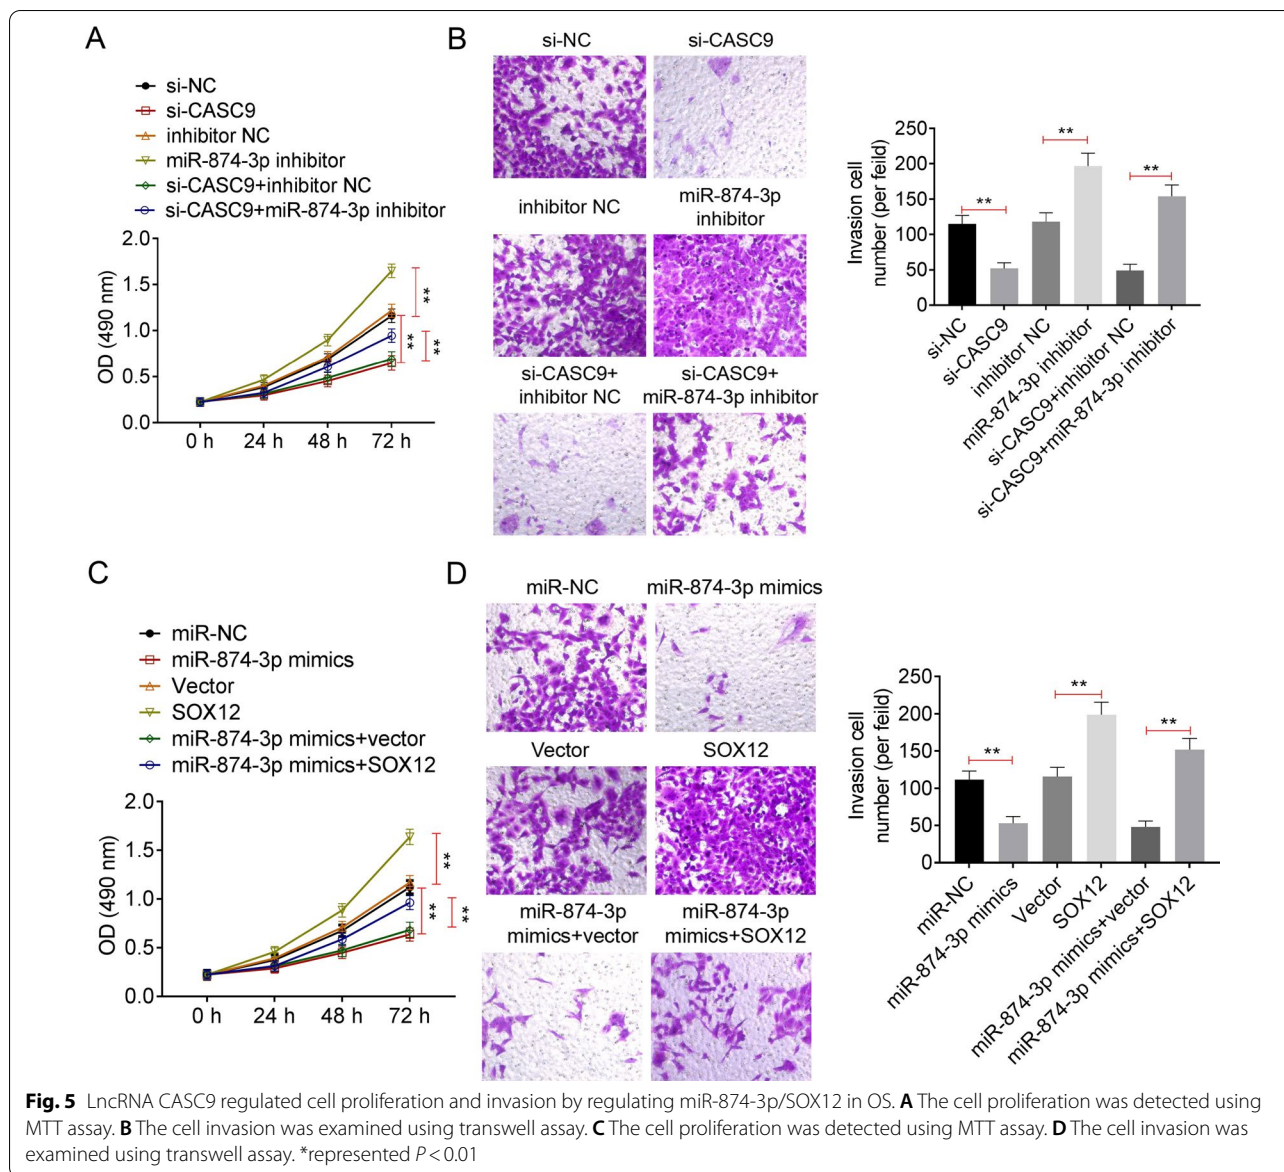 A
si-NC
si-CASC9
inhibitor NC
miR-874-3p inhibitor
si-CASC9+inhibitor NC
si-CASC9+miR-874-3p inhibitor
OD (490 nm)
2.0
1.5
1.0
0.5
0.0
0 h 24 h 48 h 72 h
**
**
**
B
si-NC si-CASC9
inhibitor NC
miR-874-3p
inhibitor
si-CASC9+
inhibitor NC
si-CASC9+
miR-874-3p inhibitor
Invasion cell
number (per feild)
250
200
150
100
50
0
**
**
**
si-NC
si-CASC9
inhibitor NC
miR-874-3p inhibitor
si-CASC9+inhibitor NC
si-CASC9+miR-874-3p inhibitor
C
miR-NC
miR-874-3p mimics
Vector
SOX12
miR-874-3p mimics+vector
miR-874-3p mimics+SOX12
OD (490 nm)
2.0
1.5
1.0
0.5
0.0
0 h 24 h 48 h 72 h
**
**
**
D
miR-NC miR-874-3p mimics
Vector SOX12
miR-874-3p
mimics+vector
miR-874-3p
mimics+SOX12
Invasion cell
number (per feild)
250
200
150
100
50
0
**
**
**
miR-NC
miR-874-3p mimics
Vector
SOX12
miR-874-3p mimics+vector
miR-874-3p mimics+SOX12
Fig. 5 LncRNA CASC9 regulated cell proliferation and invasion by regulating miR-874-3p/SOX12 in OS. A The cell proliferation was detected using
MTT assay. B The cell invasion was examined using transwell assay. C The cell proliferation was detected using MTT assay. D The cell invasion was
examined using transwell assay. *represented P < 0.01